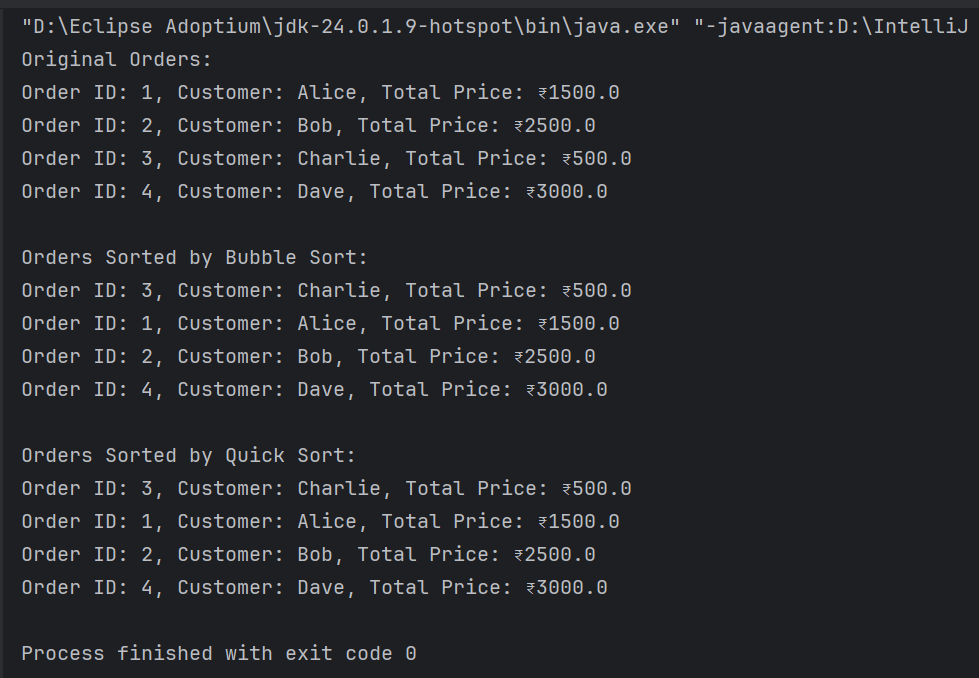 "D:\Eclipse Adoptium\jdk-24.0.1.9-hotspot\bin\java.exe" "-javaagent:D:\IntelliJ
Original Orders:
Order ID: 1, Customer: Alice, Total Price: ₹1500.0
Order ID: 2, Customer: Bob, Total Price: ₹2500.0
Order ID: 3, Customer: Charlie, Total Price: ₹500.0
Order ID: 4, Customer: Dave, Total Price: ₹3000.0

Orders Sorted by Bubble Sort:
Order ID: 3, Customer: Charlie, Total Price: ₹500.0
Order ID: 1, Customer: Alice, Total Price: ₹1500.0
Order ID: 2, Customer: Bob, Total Price: ₹2500.0
Order ID: 4, Customer: Dave, Total Price: ₹3000.0

Orders Sorted by Quick Sort:
Order ID: 3, Customer: Charlie, Total Price: ₹500.0
Order ID: 1, Customer: Alice, Total Price: ₹1500.0
Order ID: 2, Customer: Bob, Total Price: ₹2500.0
Order ID: 4, Customer: Dave, Total Price: ₹3000.0

Process finished with exit code 0